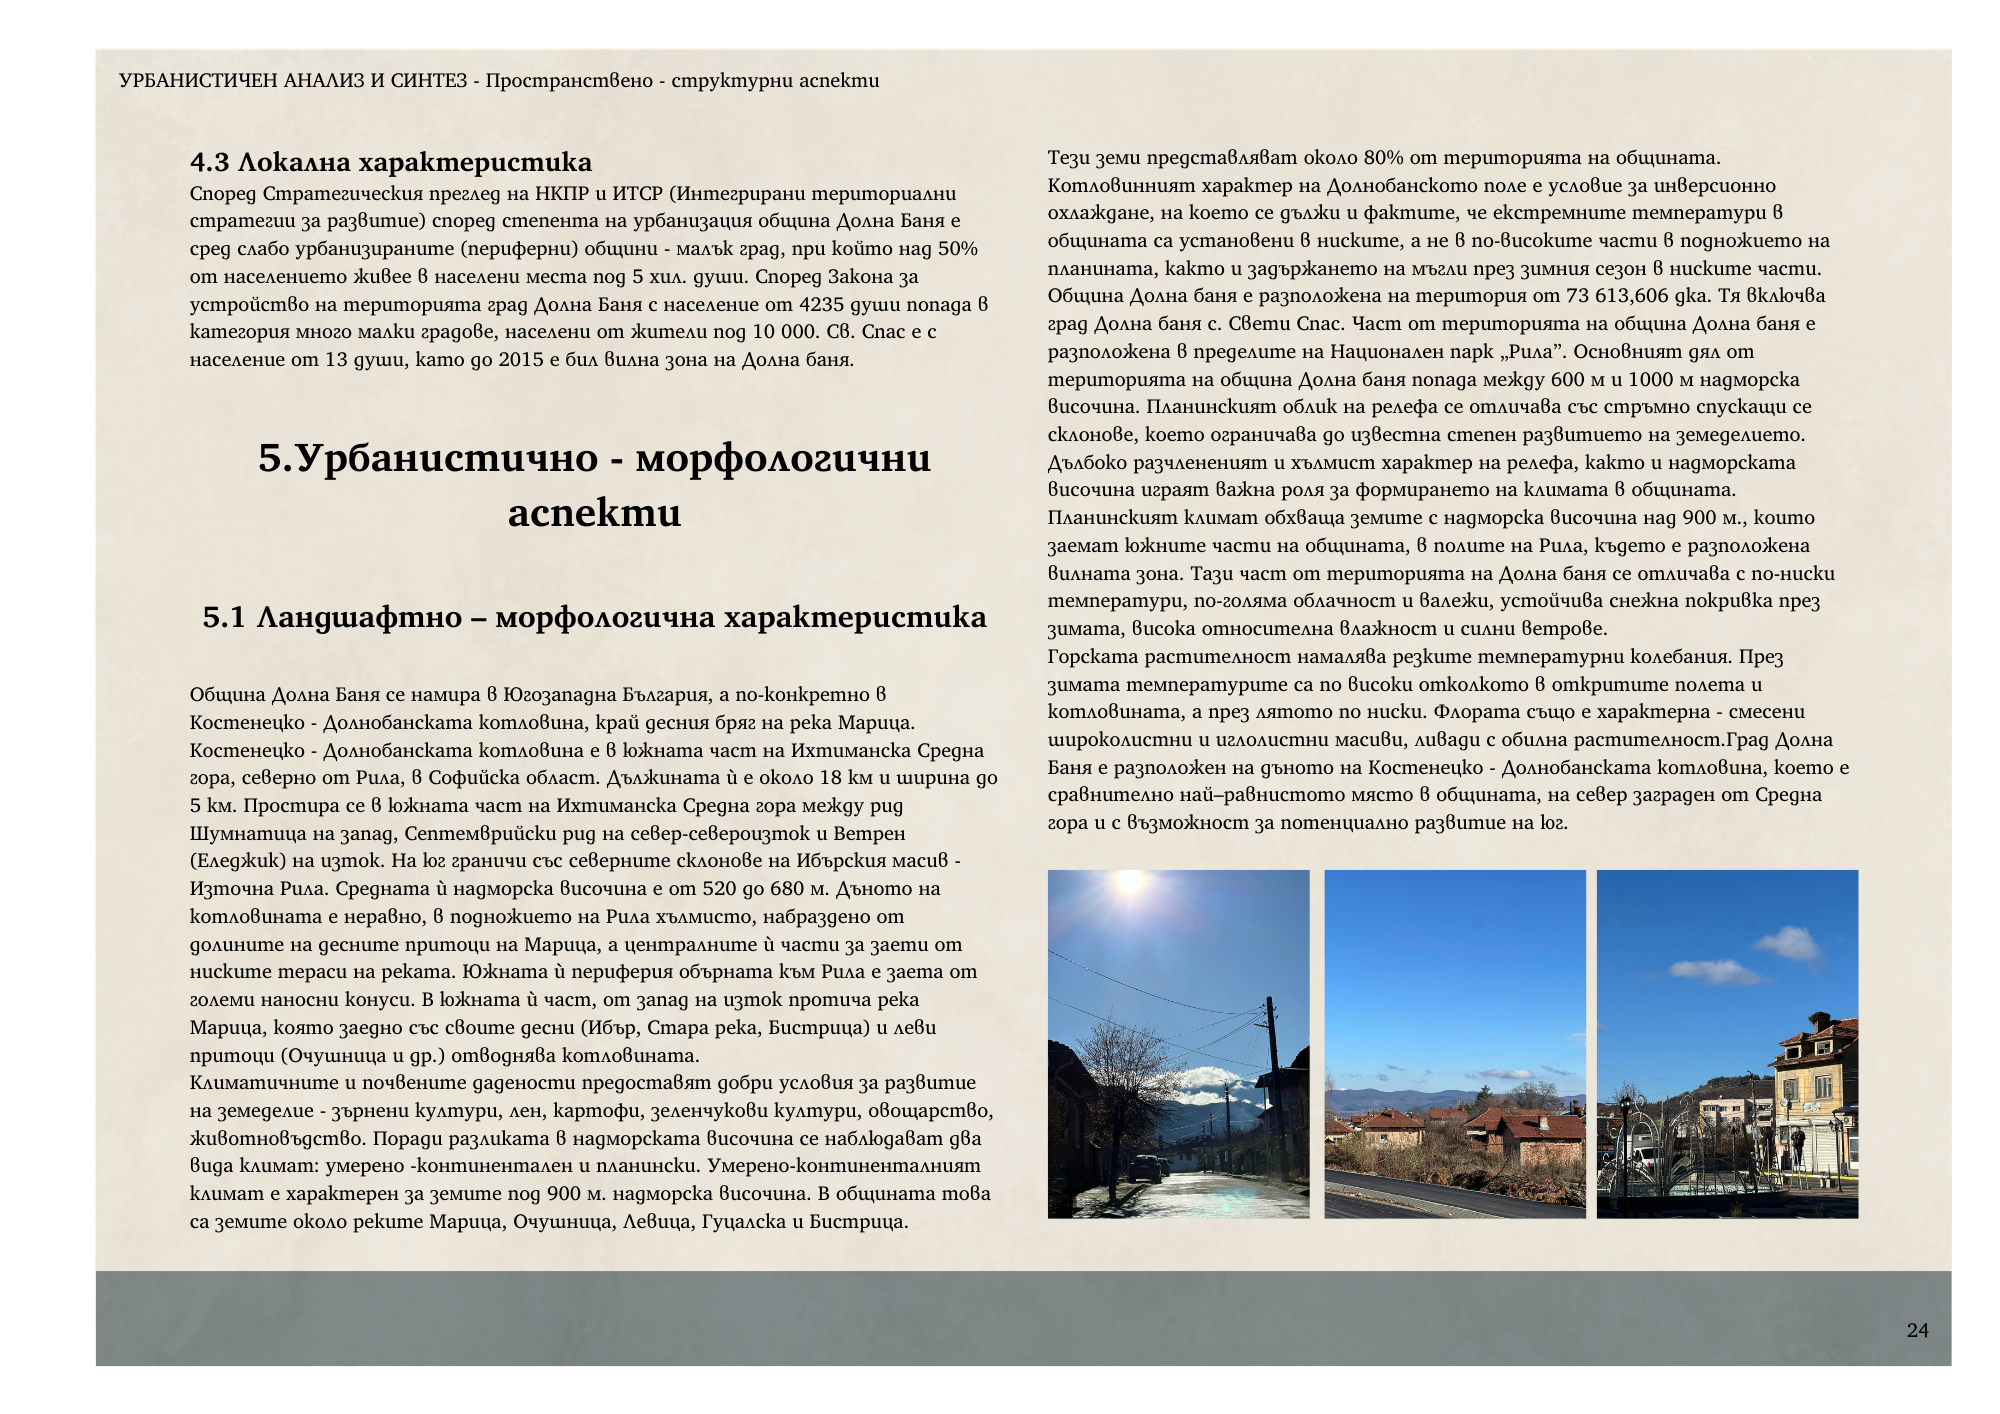 УРБАНИСТИЧЕН АНАЛИЗ И СИНТЕЗ - Пространствено - структурни аспекти
4.3 Локална характеристика
Според Стратегическия преглед на НКПР и ИТСР (Интегрирани териториални
стратегии за развитие) според степента на урбанизация община Долна Баня е
сред слабо урбанизираните (периферни) общини - малък град, при който над 50%
от населението живее в населени места под 5 хил. души. Според Закона за
устройство на територията град Долна Баня с население от 4235 души попада в
категория много малки градове, населени от жители под 10 000. Св. Спас е с
население от 13 души, като до 2015 е бил вилна зона на Долна баня.
5.Урбанистично - морфологични
аспекти
5.1 Ландшафтно – морфологична характеристика
Община Долна Баня се намира в Югозападна България, а по-конкретно в
Костенецко - Долнобанската котловина, край десния бряг на река Марица.
Костенецко - Долнобанската котловина е в южната част на Ихтиманска Средна
гора, северно от Рила, в Софийска област. Дължината ѝ е около 18 км и ширина до
5 км. Простира се в южната част на Ихтиманска Средна гора между рид
Шумнатица на запад, Септемврийски рид на север-североизток и Ветрен
(Еледжик) на изток. На юг граничи със северните склонове на Ибърския масив -
Източна Рила. Средната ѝ надморска височина е от 520 до 680 м. Дъното на
котловината е неравно, в подножието на Рила хълмисто, набраздено от
долините на десните притоци на Марица, а централните ѝ части за заети от
ниските тераси на реката. Южната ѝ периферия обърната към Рила е заета от
големи наносни конуси. В южната ѝ част, от запад на изток протича река
Марица, която заедно със своите десни (Ибър, Стара река, Бистрица) и леви
притоци (Очушница и др.) отводнява котловината.
Климатичните и почвените дадености предоставят добри условия за развитие
на земеделие - зърнени култури, лен, картофи, зеленчукови култури, овощарство,
животновъдство. Поради разликата в надморската височина се наблюдават два
вида климат: умерено -континентален и планински. Умерено-континенталният
климат е характерен за земите под 900 м. надморска височина. В общината това
са земите около реките Марица, Очушница, Левица, Гуцалска и Бистрица.
Тези земи представляват около 80% от територията на общината.
Котловинният характер на Долнобанското поле е условие за инверсионно
охлаждане, на което се дължи и фактите, че екстремните температури в
общината са установени в ниските, а не в по-високите части в подножието на
планината, както и задържането на мъгли през зимния сезон в ниските части.
Община Долна баня е разположена на територия от 73 613,606 дка. Тя включва
град Долна баня с. Свети Спас. Част от територията на община Долна баня е
разположена в пределите на Национален парк „Рила”. Основният дял от
територията на община Долна баня попада между 600 м и 1000 м надморска
височина. Планинският облик на релефа се отличава със стръмно спускащи се
склонове, което ограничава до известна степен развитието на земеделието.
Дълбоко разчлененият и хълмист характер на релефа, както и надморската
височина играят важна роля за формирането на климата в общината.
Планинският климат обхваща земите с надморска височина над 900 м., които
заемат южните части на общината, в полите на Рила, където е разположена
вилната зона. Тази част от територията на Долна баня се отличава с по-ниски
температури, по-голяма облачност и валежи, устойчива снежна покривка през
зимата, висока относителна влажност и силни ветрове.
Горската растителност намалява резките температурни колебания. През
зимата температурите са по високи отколкото в откритите полета и
котловината, а през лятото по ниски. Флората също е характерна - смесени
широколистни и иглолистни масиви, ливади с обилна растителност.Град Долна
Баня е разположен на дъното на Костенецко - Долнобанската котловина, което е
сравнително най–равнистото място в общината, на север заграден от Средна
гора и с възможност за потенциално развитие на юг.
24